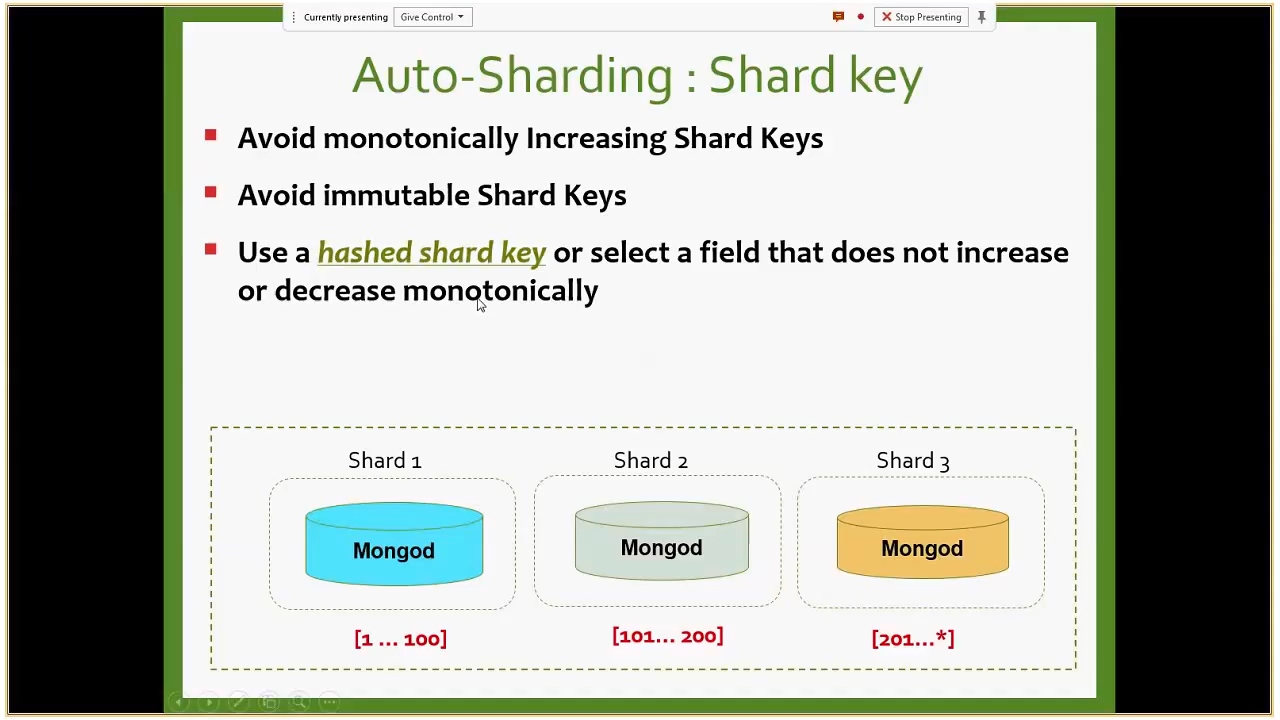 Currently presenting
Give Control
Stop Presenting
Auto-Sharding : Shard key
Avoid monotonically Increasing Shard Keys
Avoid immutable Shard Keys
Use a hashed shard key or select a field that does not increase
or decrease monotonically
Shard 1
Shard 2
Shard 3
Mongod
Mongod
Mongod
[1 ... 100]
[101... 200]
[201...*]